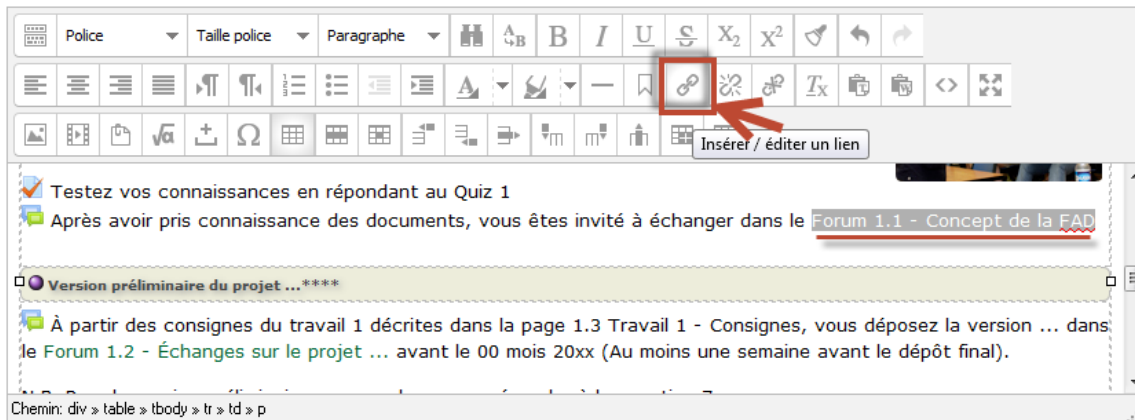 Police Taille police Paragraphe
Insérer / éditer un lien
Testez vos connaissances en répondant au Quiz 1
Après avoir pris connaissance des documents, vous êtes invité à échanger dans le Forum 1.1 - Concept de la FAD
Version préliminaire du projet ...****
À partir des consignes du travail 1 décrites dans la page 1.3 Travail 1 - Consignes, vous déposez la version ... dans
le Forum 1.2 - Échanges sur le projet ... avant le 00 mois 20xx (Au moins une semaine avant le dépôt final).
Chemin: div » table » tbody » tr » td » p